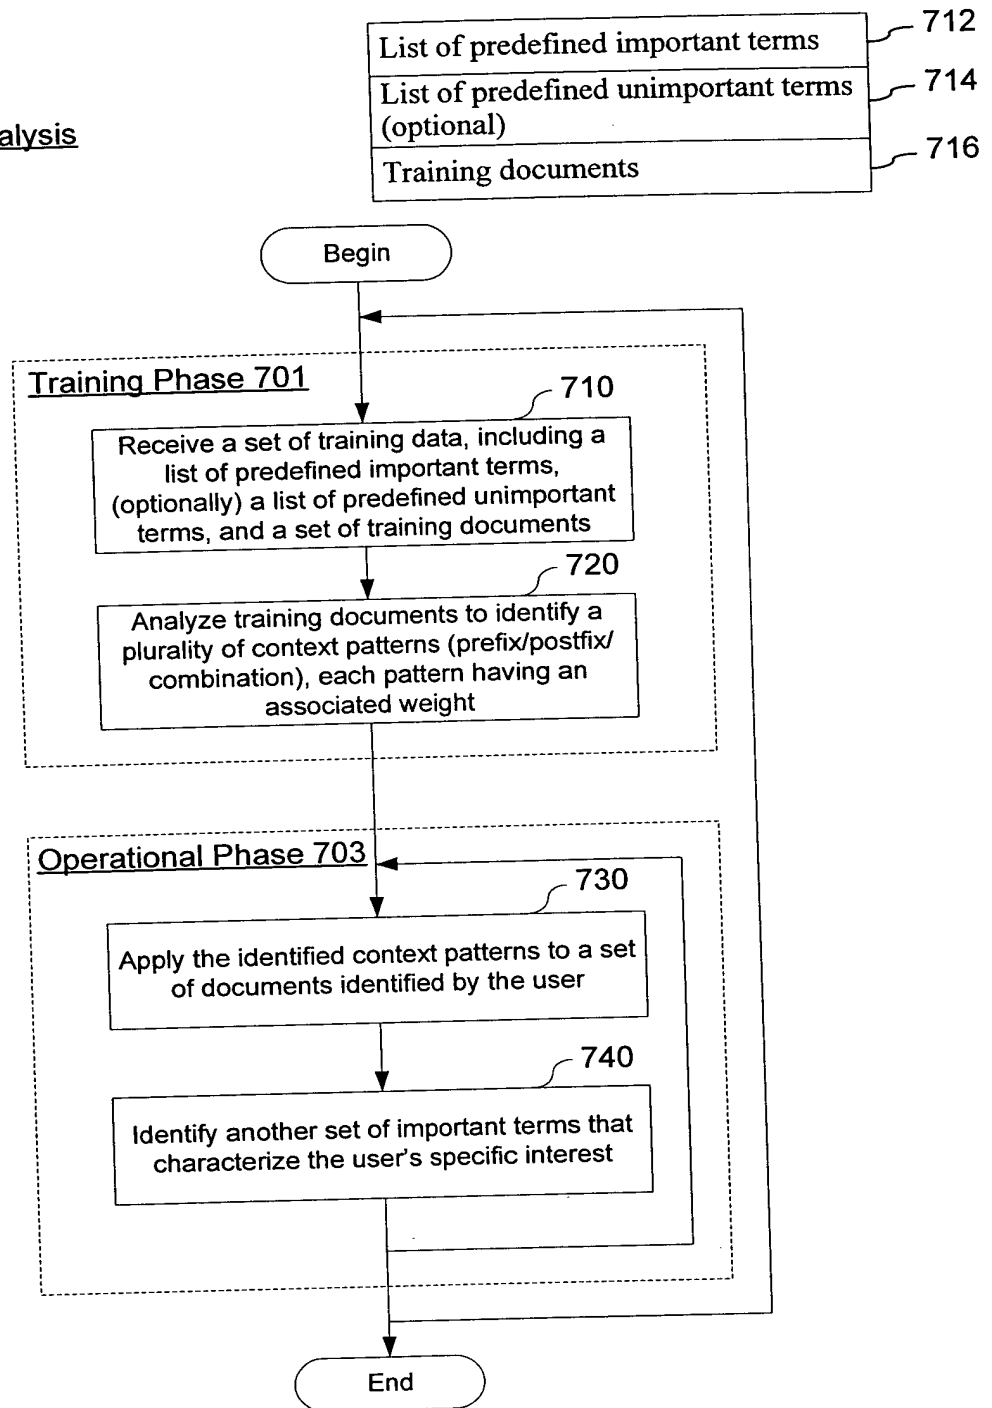 List of predefined important terms
712
List of predefined unimportant terms
(optional)
714
alysis
Training documents
716
Begin
Training Phase 701
710
Receive a set of training data, including a
list of predefined important terms,
(optionally) a list of predefined unimportant
terms, and a set of training documents
720
Analyze training documents to identify a
plurality of context patterns (prefix/postfix/
combination), each pattern having an
associated weight
Operational Phase 703
730
Apply the identified context patterns to a set
of documents identified by the user
740
Identify another set of important terms that
characterize the user's specific interest
End